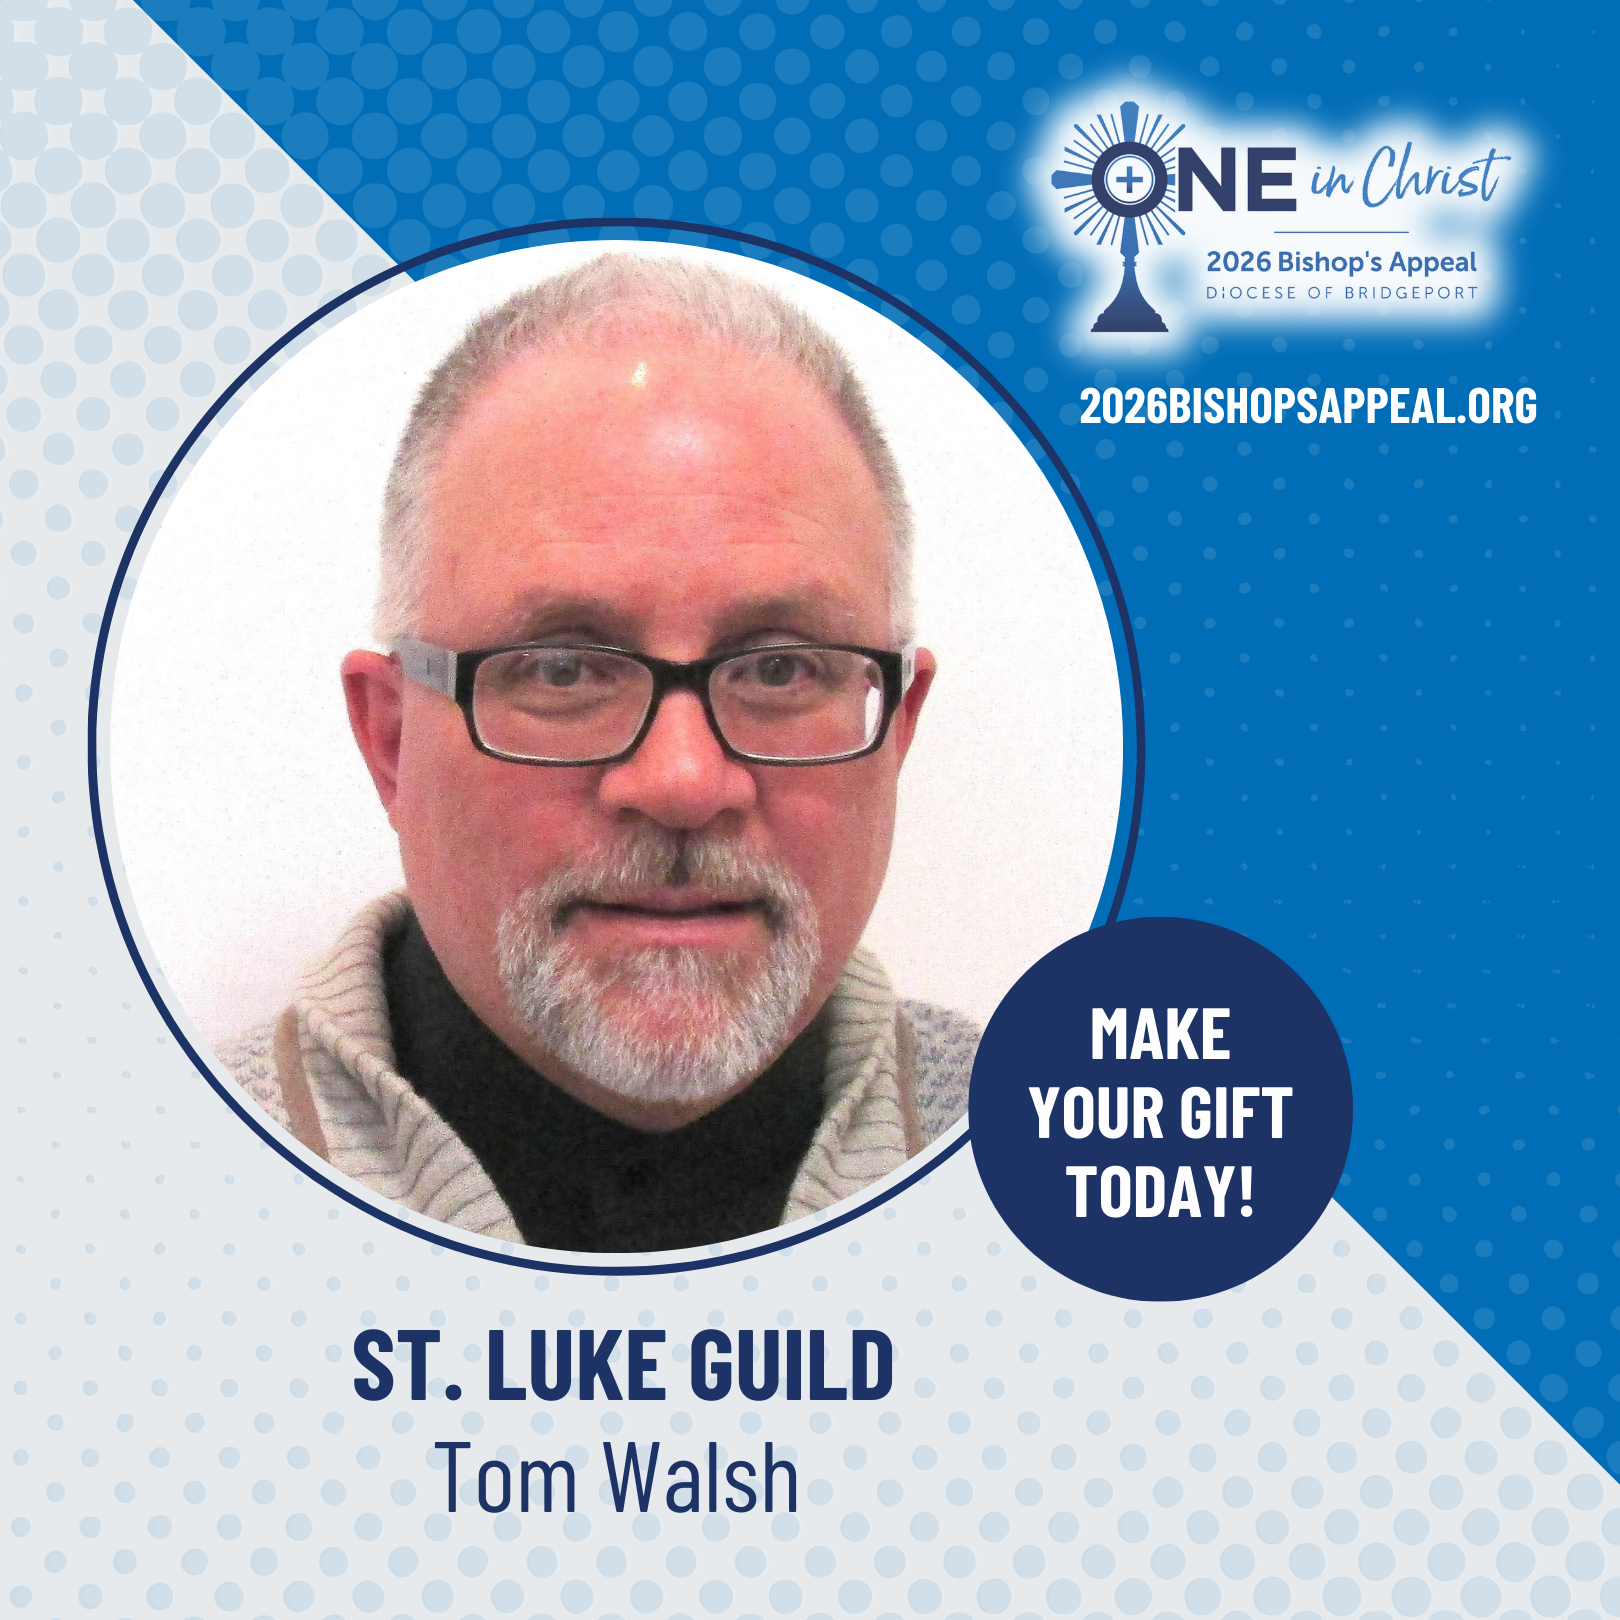 ONE in Christ
2026 Bishop's Appeal
DIOCESE OF BRIDGEPORT
2026BISHOPSAPPEAL.ORG
MAKE
YOUR GIFT
TODAY!
ST. LUKE GUILD
Tom Walsh